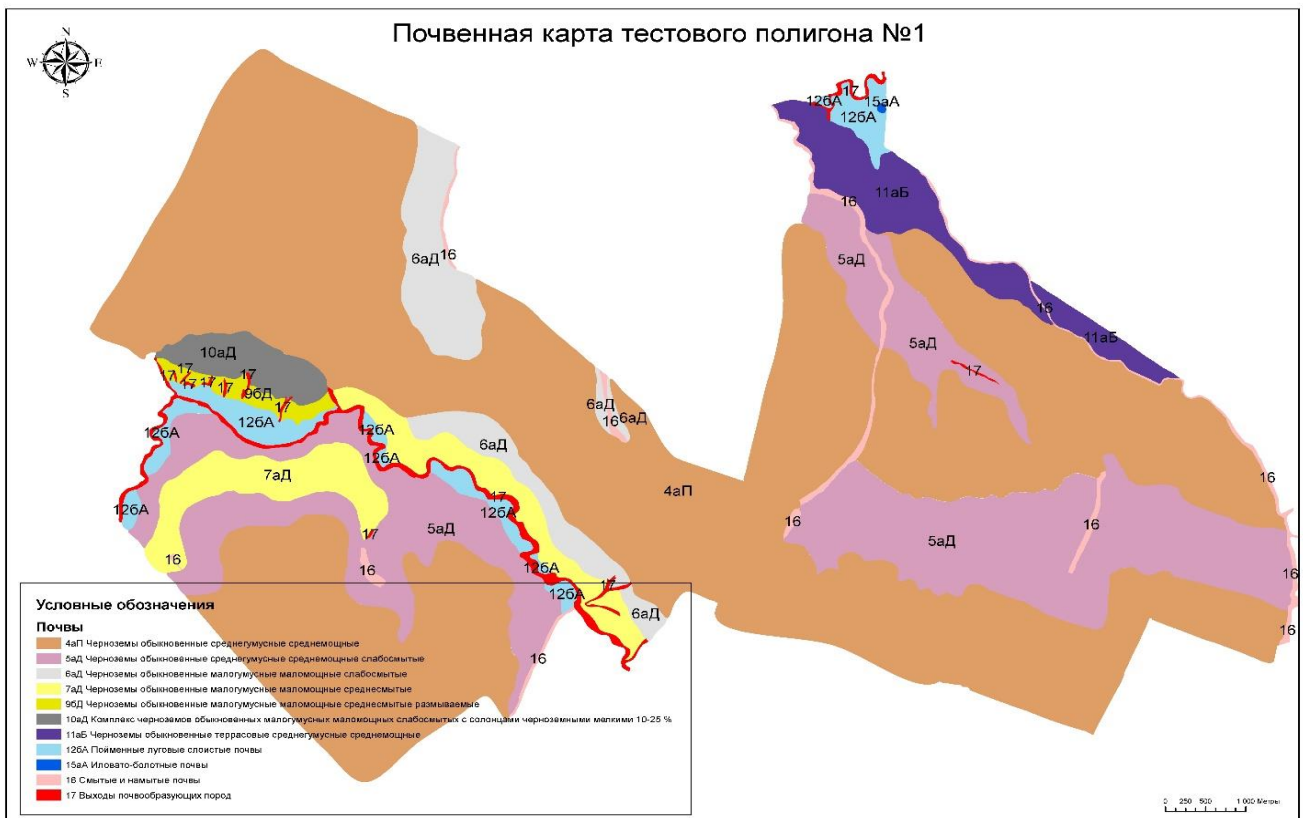 Почвенная карта тестового полигона №1
N
W E
S
17
12бА 15аА
12бА
11аБ
16
5аД
6аД 16
16
11аБ
10аД
5аД
17 17 17
17 17 17
17
9бД
17
6аД
16 6аД
12бА
12бА
12бА
6аД
12бА
7аД
4аП
17
12бА
12бА
5аД
17
16
16
16
16
16
5аД
12бА
17
12бА
6аД
16
16
16
Условные обозначения
Почвы
4аП Черноземы обыкновенные среднегумусные среднемощные
5аД Черноземы обыкновенные среднегумусные среднемощные слабосмытые
6аД Черноземы обыкновенные малогумусные маломощные слабосмытые
7аД Черноземы обыкновенные малогумусные маломощные среднесмытые
9бД Черноземы обыкновенные малогумусные маломощные среднесмытые размываемые
10аД Комплекс черноземов обыкновенных малогумусных маломощных слабосмытых с солонцами черноземными мелкими 10-25 %
11аБ Черноземы обыкновенные террасовые среднегумусные среднемощные
12бА Пойменные луговые слоистые почвы
15аА Иловато-болотные почвы
16 Смытые и намытые почвы
17 Выходы почвообразующих пород
0 250 500 1 000 Метры